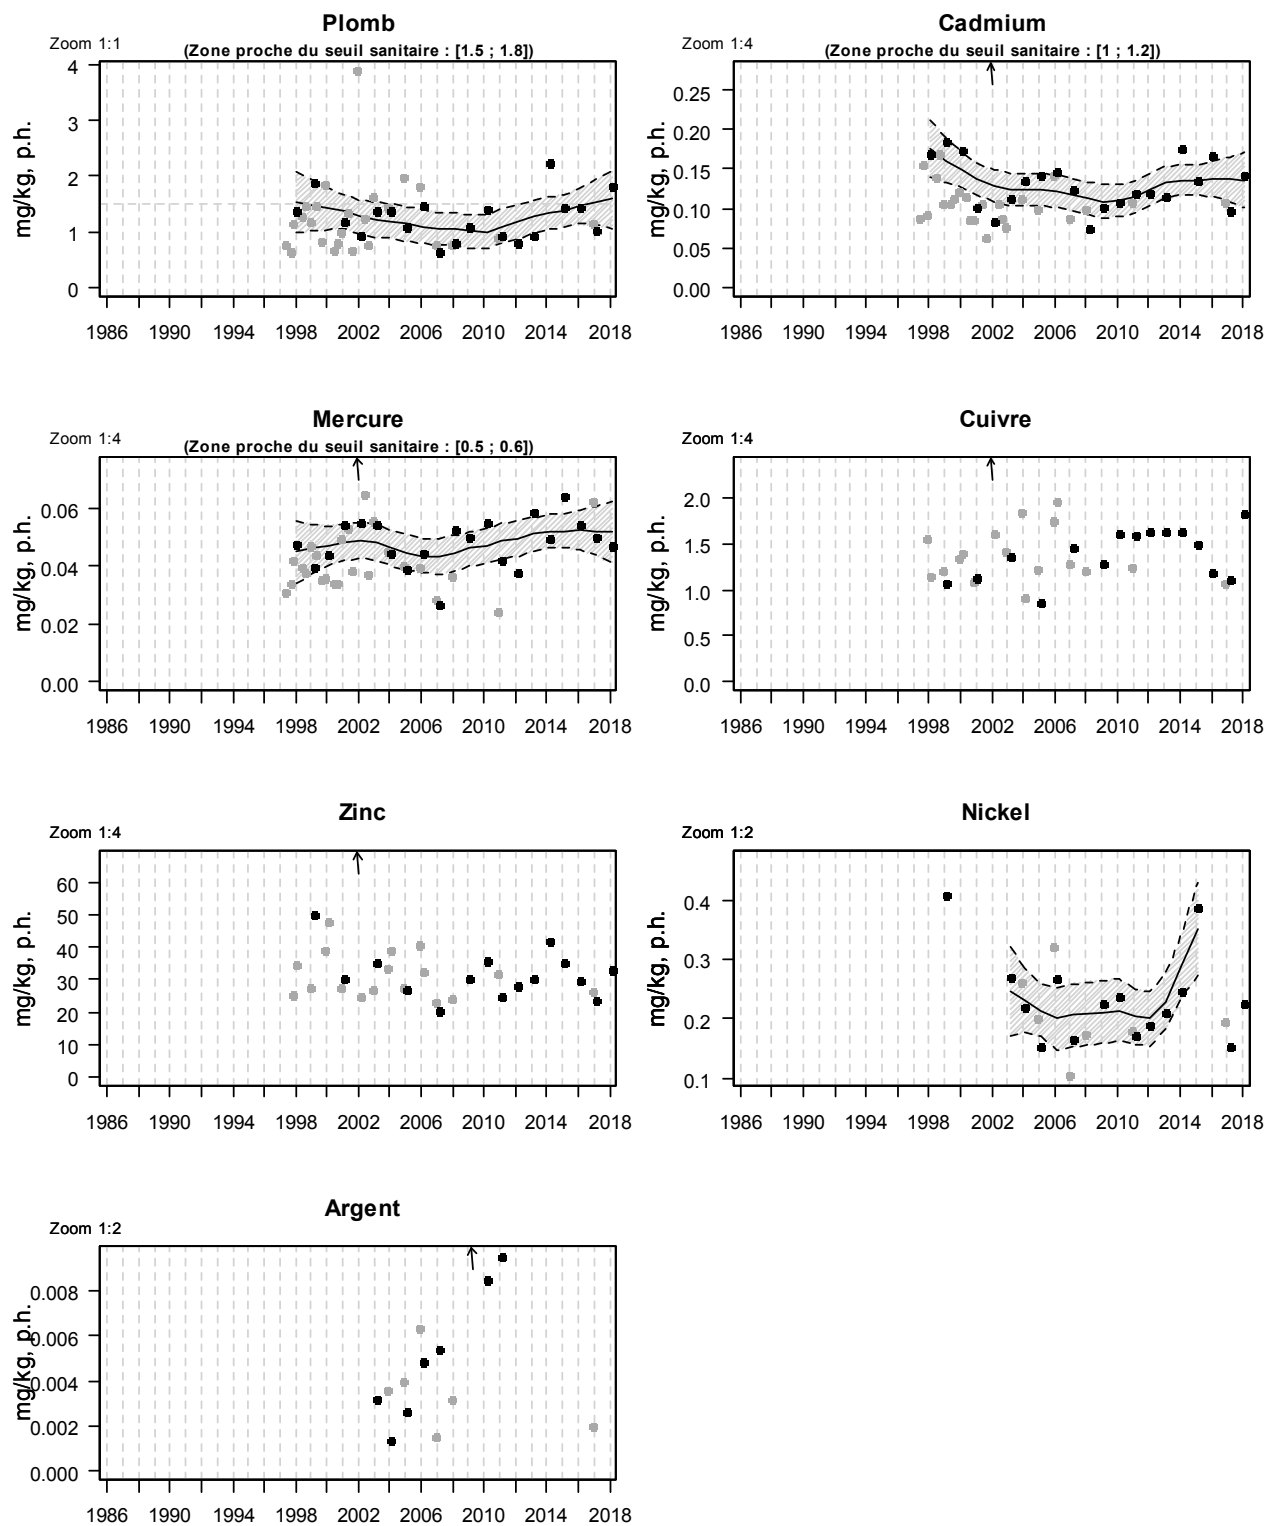 Plomb
Zoom 1:1
(Zone proche du seuil sanitaire : [1.5 ; 1.8])
mg/kg, p.h.
4
3
2
1
0
1986 1990 1994 1998 2002 2006 2010 2014 2018
Cadmium
Zoom 1:4
(Zone proche du seuil sanitaire : [1 ; 1.2])
mg/kg, p.h.
0.25
0.20
0.15
0.10
0.05
0.00
1986 1990 1994 1998 2002 2006 2010 2014 2018
Mercure
Zoom 1:4
(Zone proche du seuil sanitaire : [0.5 ; 0.6])
mg/kg, p.h.
0.06
0.04
0.02
0.00
1986 1990 1994 1998 2002 2006 2010 2014 2018
Cuivre
Zoom 1:4
mg/kg, p.h.
2.0
1.5
1.0
0.5
0.0
1986 1990 1994 1998 2002 2006 2010 2014 2018
Zinc
Zoom 1:4
mg/kg, p.h.
60
50
40
30
20
10
0
1986 1990 1994 1998 2002 2006 2010 2014 2018
Nickel
Zoom 1:2
mg/kg, p.h.
0.4
0.3
0.2
0.1
1986 1990 1994 1998 2002 2006 2010 2014 2018
Argent
Zoom 1:2
mg/kg, p.h.
0.008
0.006
0.004
0.002
0.000
1986 1990 1994 1998 2002 2006 2010 2014 2018